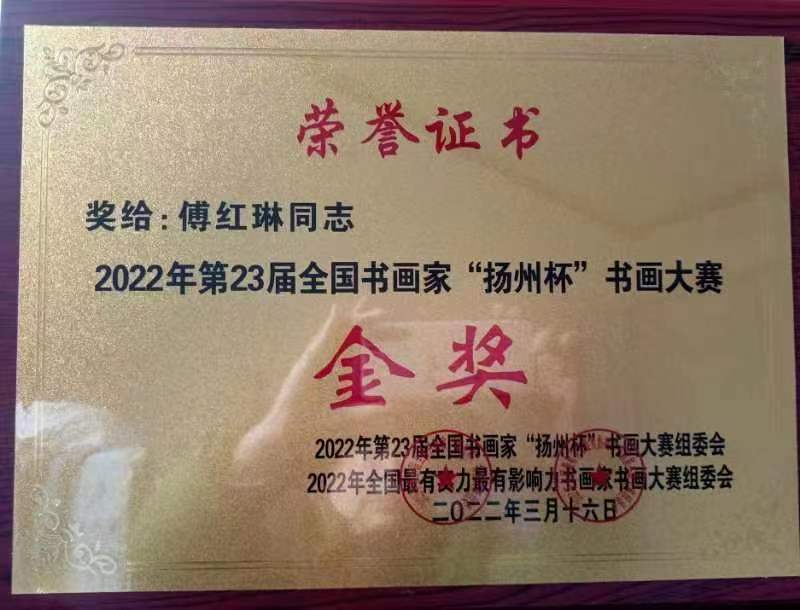 荣誉证书
奖给:傅红琳同志
2022年第23届全国书画家“扬州杯”书画大赛
金奖
2022年第23届全国书画家“扬州杯”书画大赛组委会
2022年全国最有实力最有影响力书画家书画大赛组委会
二〇二二年三月十六日